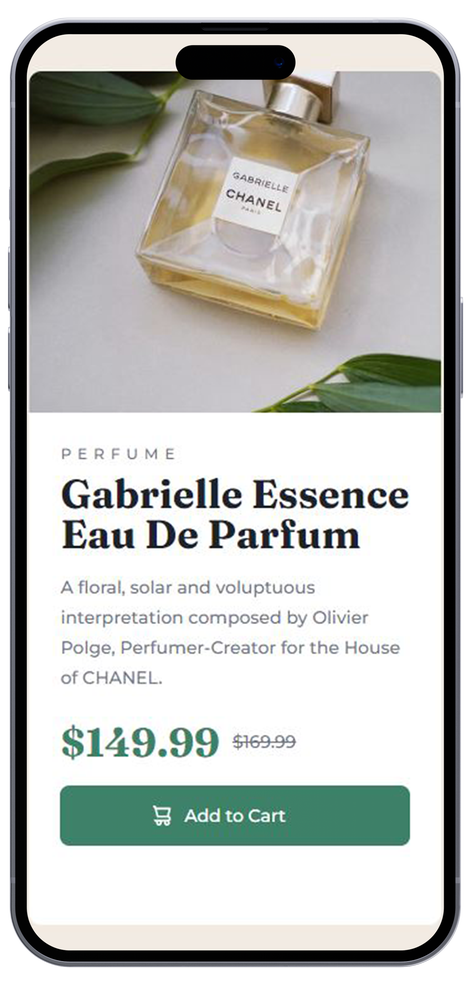 GABRIELLE
CHANEL
PARIS
PERFUME
Gabrielle Essence
Eau De Parfum
A floral, solar and voluptuous
interpretation composed by Olivier
Polge, Perfumer-Creator for the House
of CHANEL.
$149.99 $169.99
Add to Cart